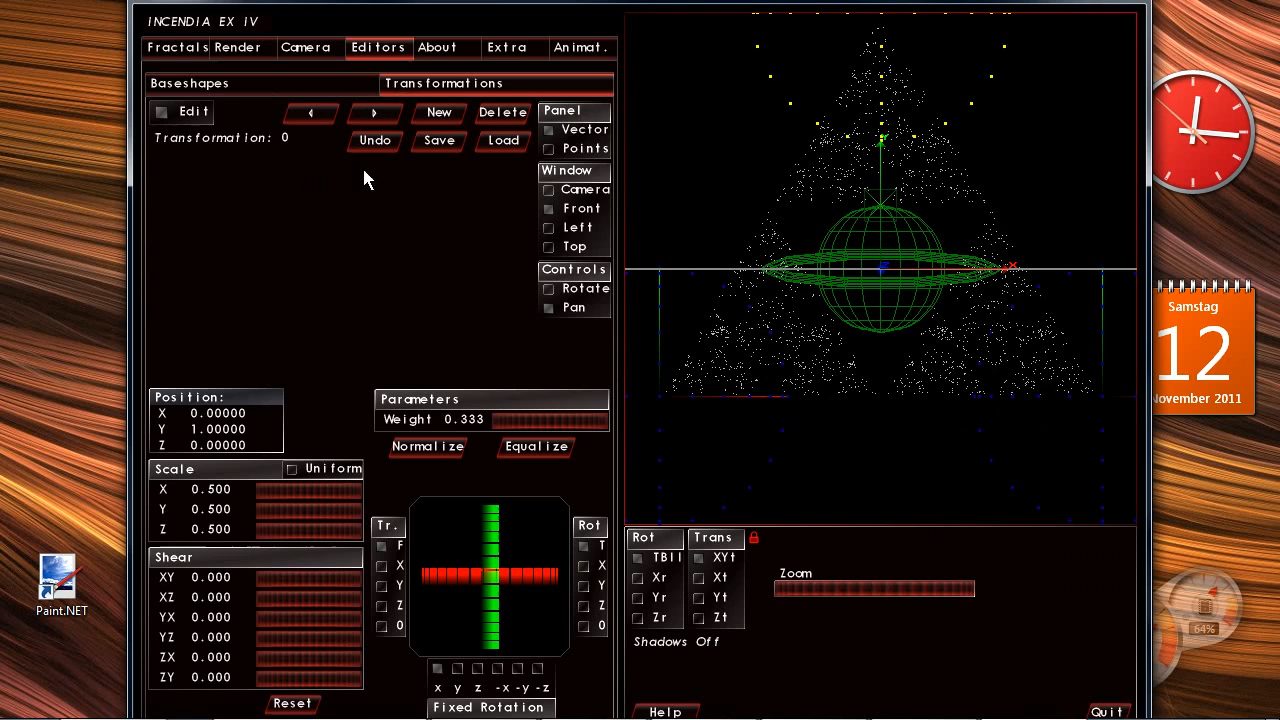 INCENDIA EX IV
Fractals Render Camera Editors About Extra Animat.
Baseshapes Transformations
Edit New Delete
Transformation: 0 Undo Save Load
Panel
Vector
Points
Window
Camera
Front
Left
Top
Controls
Rotate
Pan
Position:
X 0.00000
Y 1.00000
Z 0.00000
Parameters
Weight 0.333
Normalize Equalize
Scale Uniform
X 0.500
Y 0.500
Z 0.500
Shear
XY 0.000
XZ 0.000
YX 0.000
YZ 0.000
ZX 0.000
ZY 0.000
Reset
Tr.
F
X
Y
Z
0
Rot
T
X
Y
Z
0
x y z -x -y -z
Fixed Rotation
X
Rot
TBll
Xr
Yr
Zr
Trans
XYt
Xt
Yt
Zt
Zoom
Shadows Off
Help Quit
Samstag
12
November 2011
64%
Paint.NET